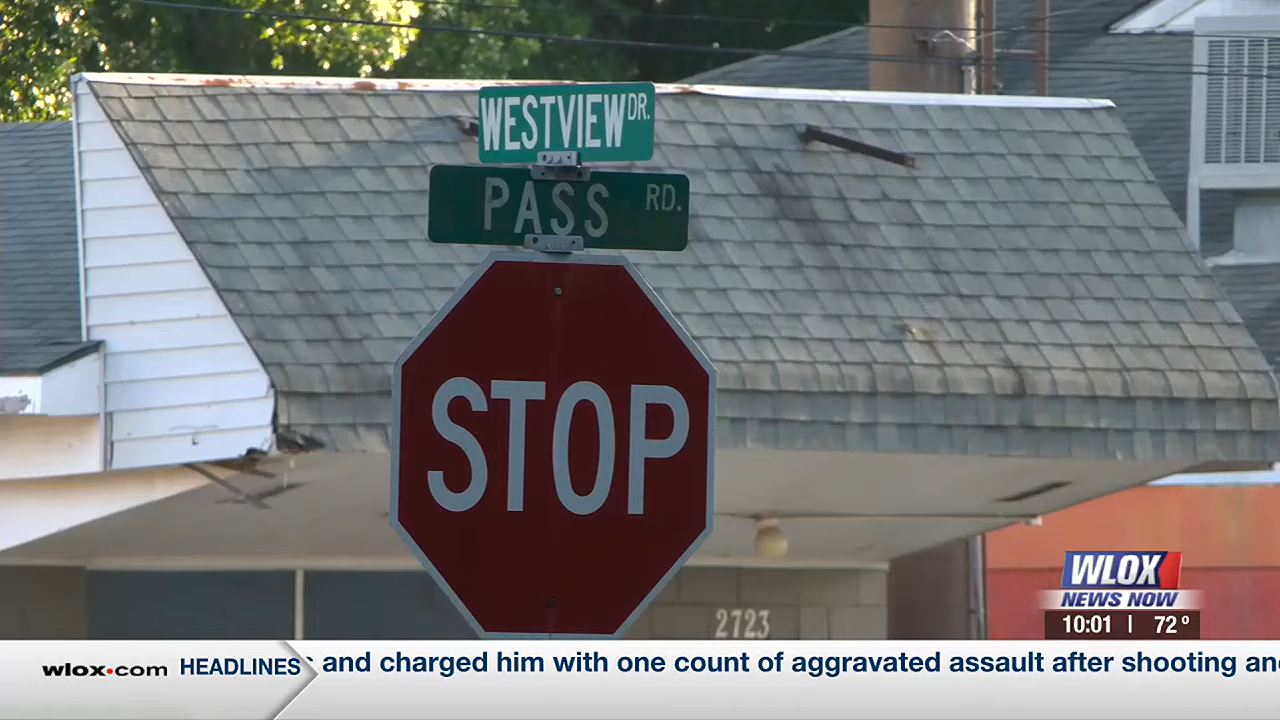 WESTVIEW DR.
PASS RD.
STOP
2723
WLOX
NEWS NOW
10:01 | 72°
wlox.com HEADLINES and charged him with one count of aggravated assault after shooting